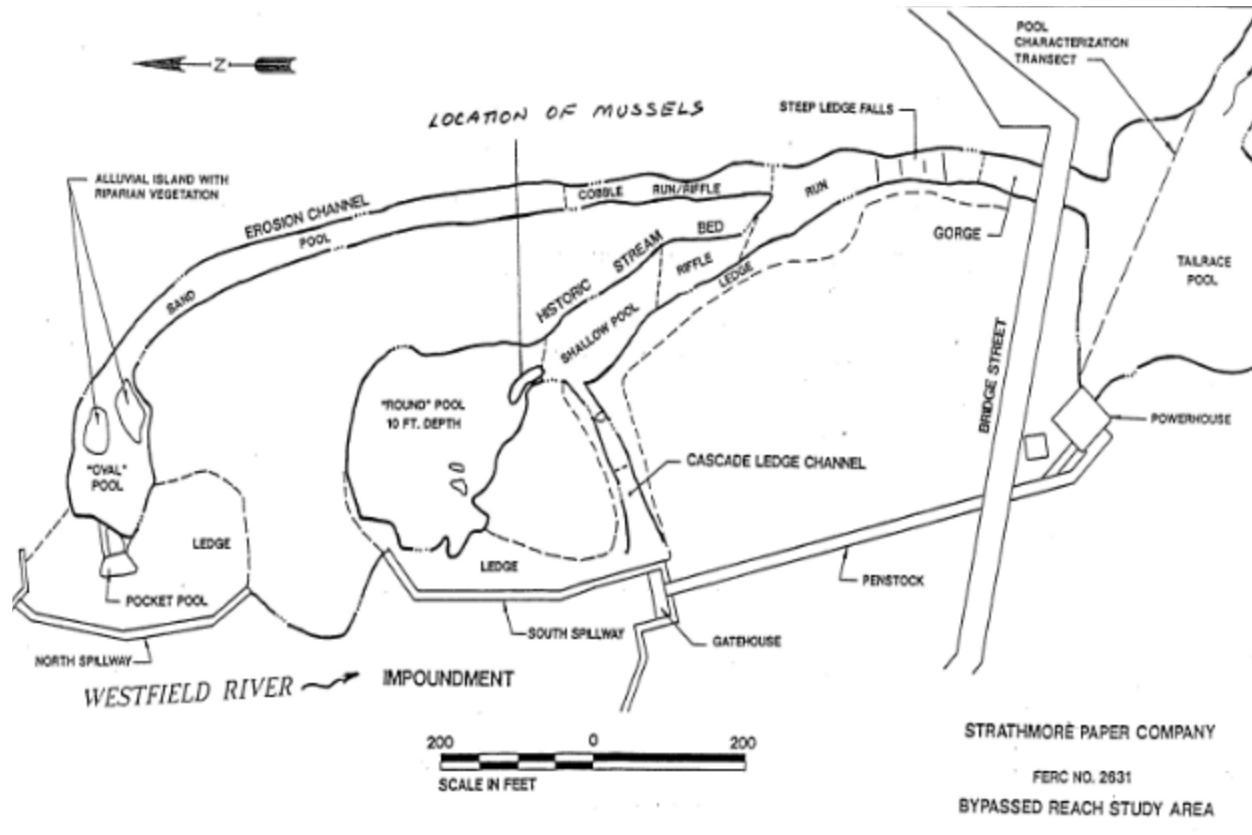 POOL
CHARACTERIZATION
TRANSECT
Z
LOCATION OF MUSSELS
STEEP LEDGE FALLS
ALLUVIAL ISLAND WITH
RIPARIAN VEGETATION
EROSION CHANNEL
COBBLE
RUN/RIFFLE
RUN
POOL
SAND
HISTORIC STREAM BED
RIFFLE
LEDGE
GORGE
TAILRACE
POOL
SHALLOW POOL
"ROUND" POOL
10 FT. DEPTH
BRIDGE STREET
POWERHOUSE
"OVAL"
POOL
CASCADE LEDGE CHANNEL
LEDGE
LEDGE
PENSTOCK
POCKET POOL
SOUTH SPILLWAY
GATEHOUSE
NORTH SPILLWAY
WESTFIELD RIVER
IMPOUNDMENT
200 0 200
SCALE IN FEET
STRATHMORE PAPER COMPANY
FERC NO. 2631
BYPASSED REACH STUDY AREA